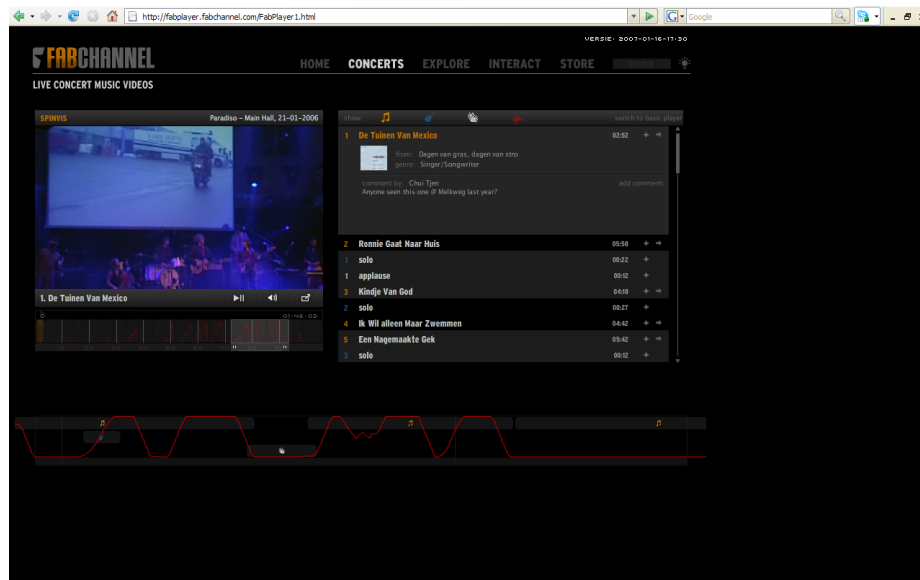 http://fabplayer.fabchannel.com/FabPlayer1.html
Google
VERSIE: 2007-01-16-17:30
FABCHANNEL
HOME CONCERTS EXPLORE INTERACT STORE SEARCH
LIVE CONCERT MUSIC VIDEOS
SPINVIS Paradiso - Main Hall, 21-01-2006
show: switch to basic player
1 De Tuinen Van Mexico 02:52
from: Dagen van gras, dagen van stro
genre: Singer/Songwriter
comment by: Chui Tjen add comment:
Anyone seen this one @ Melkweg last year?
2 Ronnie Gaat Naar Huis 05:58
1 solo 00:22
1 applause 00:12
3 Kindje Van God 04:18
2 solo 00:27
4 Ik Wil alleen Maar Zwemmen 04:42
5 Een Nagemaakte Gek 05:42
3 solo 00:12
1. De Tuinen Van Mexico
0 01:46:03